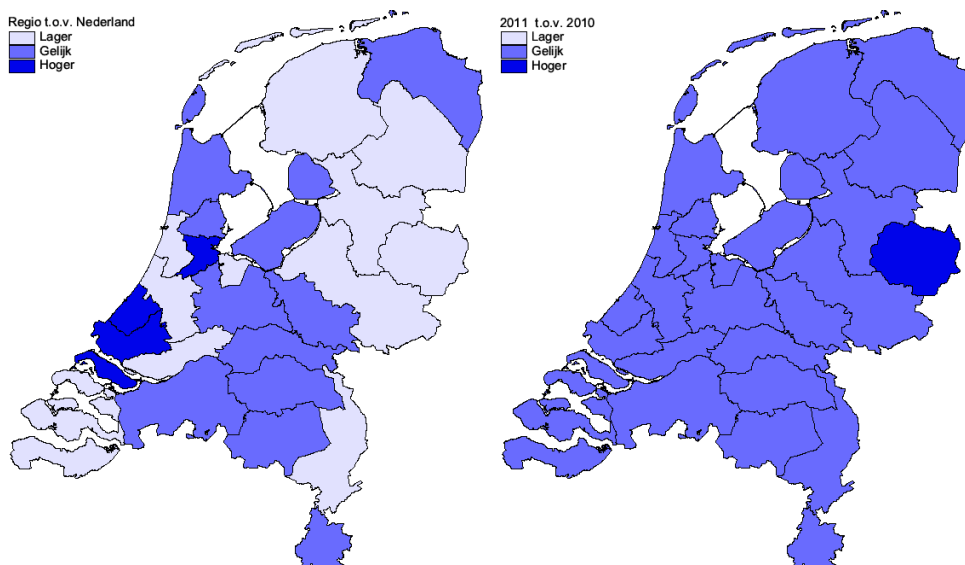 Regio t.o.v. Nederland
Lager
Gelijk
Hoger
2011 t.o.v. 2010
Lager
Gelijk
Hoger